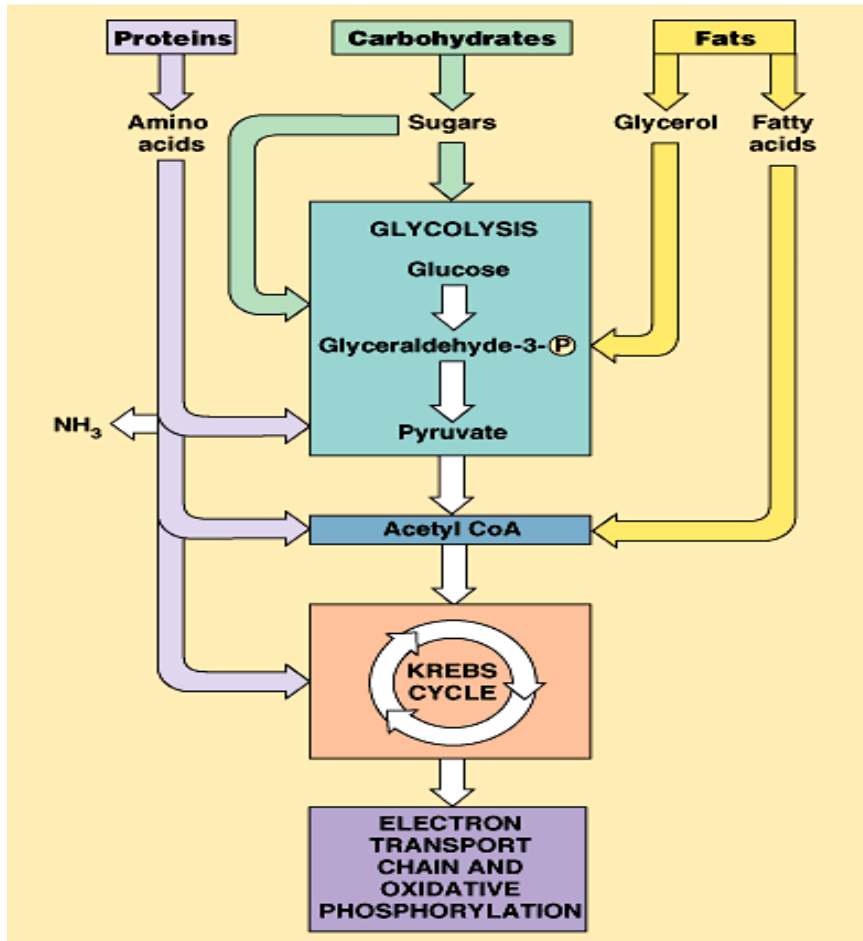 Proteins
Carbohydrates
Fats
Amino
acids
Sugars
Glycerol
Fatty
acids
GLYCOLYSIS
Glucose
Glyceraldehyde-3-P
NH₃
Pyruvate
Acetyl CoA
KREBS
CYCLE
ELECTRON
TRANSPORT
CHAIN AND
OXIDATIVE
PHOSPHORYLATION